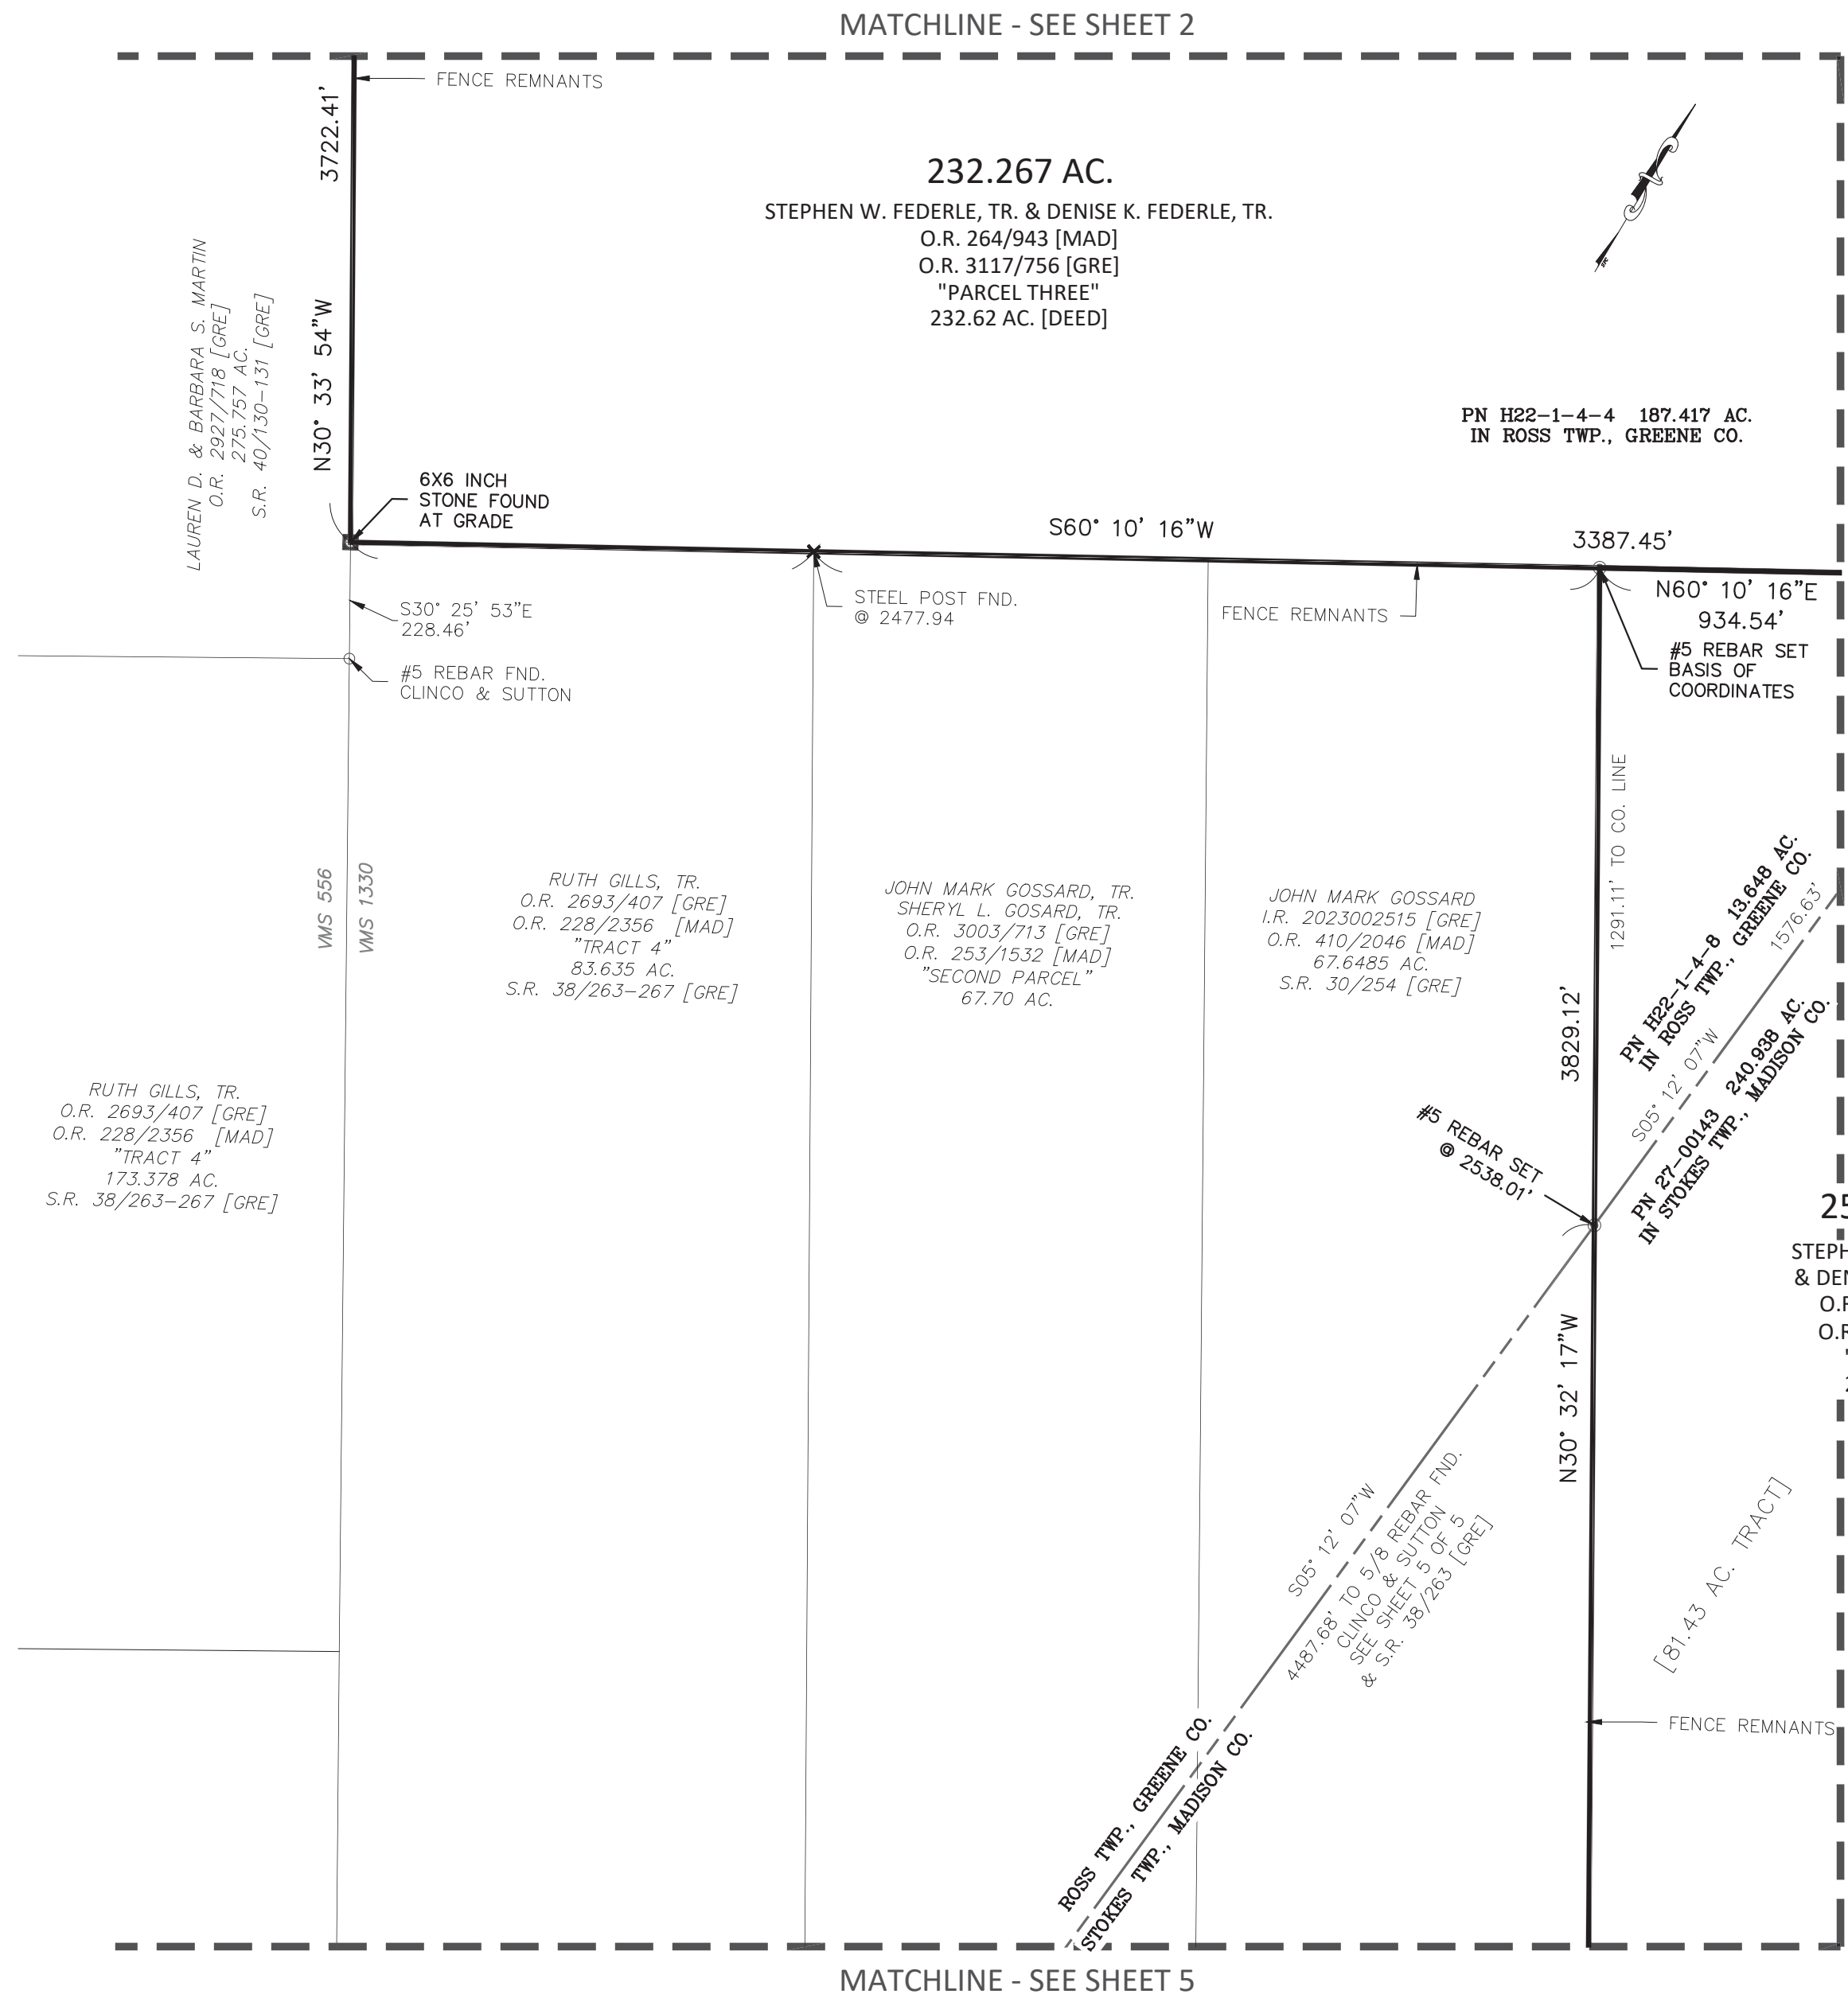 MATCHLINE - SEE SHEET 2
FENCE REMNANTS
3722.41'
N30° 33' 54"W
232.267 AC.
STEPHEN W. FEDERLE, TR. & DENISE K. FEDERLE, TR.
O.R. 264/943 [MAD]
O.R. 3117/756 [GRE]
"PARCEL THREE"
232.62 AC. [DEED]
LAUREN D. & BARBARA S. MARTIN
O.R. 2927/718 [GRE]
275.757 AC.
S.R. 40/130-131 [GRE]
PN H22-1-4-4 187.417 AC.
IN ROSS TWP., GREENE CO.
6X6 INCH
STONE FOUND
AT GRADE
S60° 10' 16"W
3387.45'
N60° 10' 16"E
934.54'
#5 REBAR SET
BASIS OF
COORDINATES
S30° 25' 53"E
228.46'
STEEL POST FND.
@ 2477.94
FENCE REMNANTS
#5 REBAR FND.
CLINCO & SUTTON
1291.11' TO CO. LINE
VMS 556
VMS 1330
RUTH GILLS, TR.
O.R. 2693/407 [GRE]
O.R. 228/2356 [MAD]
"TRACT 4"
83.635 AC.
S.R. 38/263-267 [GRE]
JOHN MARK GOSSARD, TR.
SHERYL L. GOSARD, TR.
O.R. 3003/713 [GRE]
O.R. 253/1532 [MAD]
"SECOND PARCEL"
67.70 AC.
JOHN MARK GOSSARD
I.R. 2023002515 [GRE]
O.R. 410/2046 [MAD]
67.6485 AC.
S.R. 30/254 [GRE]
PN H22-1-4-8 13.648 AC.
IN ROSS TWP., GREENE CO.
1576.63'
S05° 12' 07"W
PN 27-00143 240.938 AC.
IN STOKES TWP., MADISON CO.
3829.12'
RUTH GILLS, TR.
O.R. 2693/407 [GRE]
O.R. 228/2356 [MAD]
"TRACT 4"
173.378 AC.
S.R. 38/263-267 [GRE]
#5 REBAR SET
@ 2538.01'
25
STEPH
& DEN
O.R
O.R
N30° 32' 17"W
S05° 12' 07"W
4487.68' TO 5/8 REBAR FND.
CLINCO & SUTTON
SEE SHEET 5 OF 5
& S.R. 38/263 [GRE]
[81.43 AC. TRACT]
FENCE REMNANTS
ROSS TWP., GREENE CO.
STOKES TWP., MADISON CO.
MATCHLINE - SEE SHEET 5